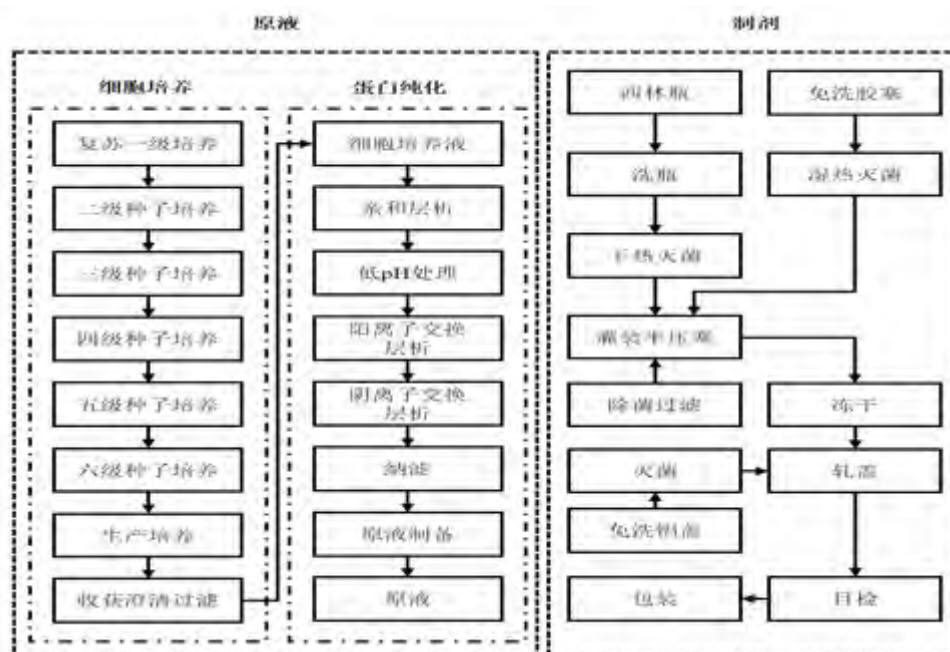 原液
制剂
细胞培养
蛋白纯化
复苏一级培养
二级种子培养
三级种子培养
四级种子培养
五级种子培养
六级种子培养
生产培养
收获澄清过滤
细胞培养液
亲和层析
低pH处理
阳离子交换
层析
阴离子交换
层析
纳滤
原液制备
原液
西林瓶
免洗胶塞
洗瓶
湿热灭菌
干热灭菌
灌装半压塞
除菌过滤
冻干
灭菌
轧盖
免洗铝盖
包装
目检